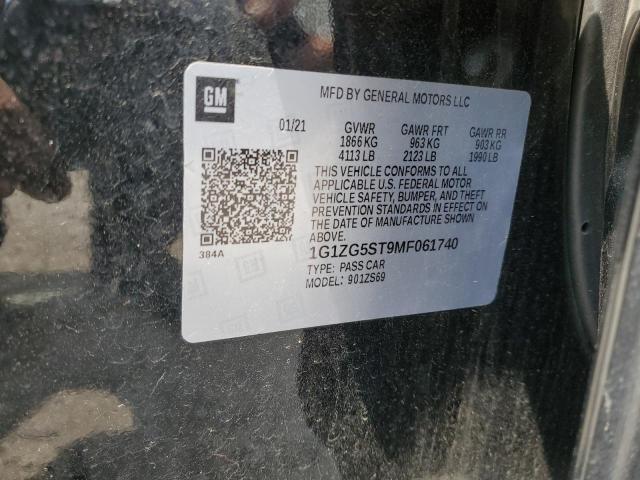 GM
MFD BY GENERAL MOTORS LLC
01/21 GVWR GAWR FRT GAWR RR
1866 KG 963 KG 903 KG
4113 LB 2123 LB 1990 LB
THIS VEHICLE CONFORMS TO ALL
APPLICABLE U.S. FEDERAL MOTOR
VEHICLE SAFETY, BUMPER, AND THEFT
PREVENTION STANDARDS IN EFFECT ON
THE DATE OF MANUFACTURE SHOWN
ABOVE.
384A
1G1ZG5ST9MF061740
TYPE: PASS CAR
MODEL: 901ZS69